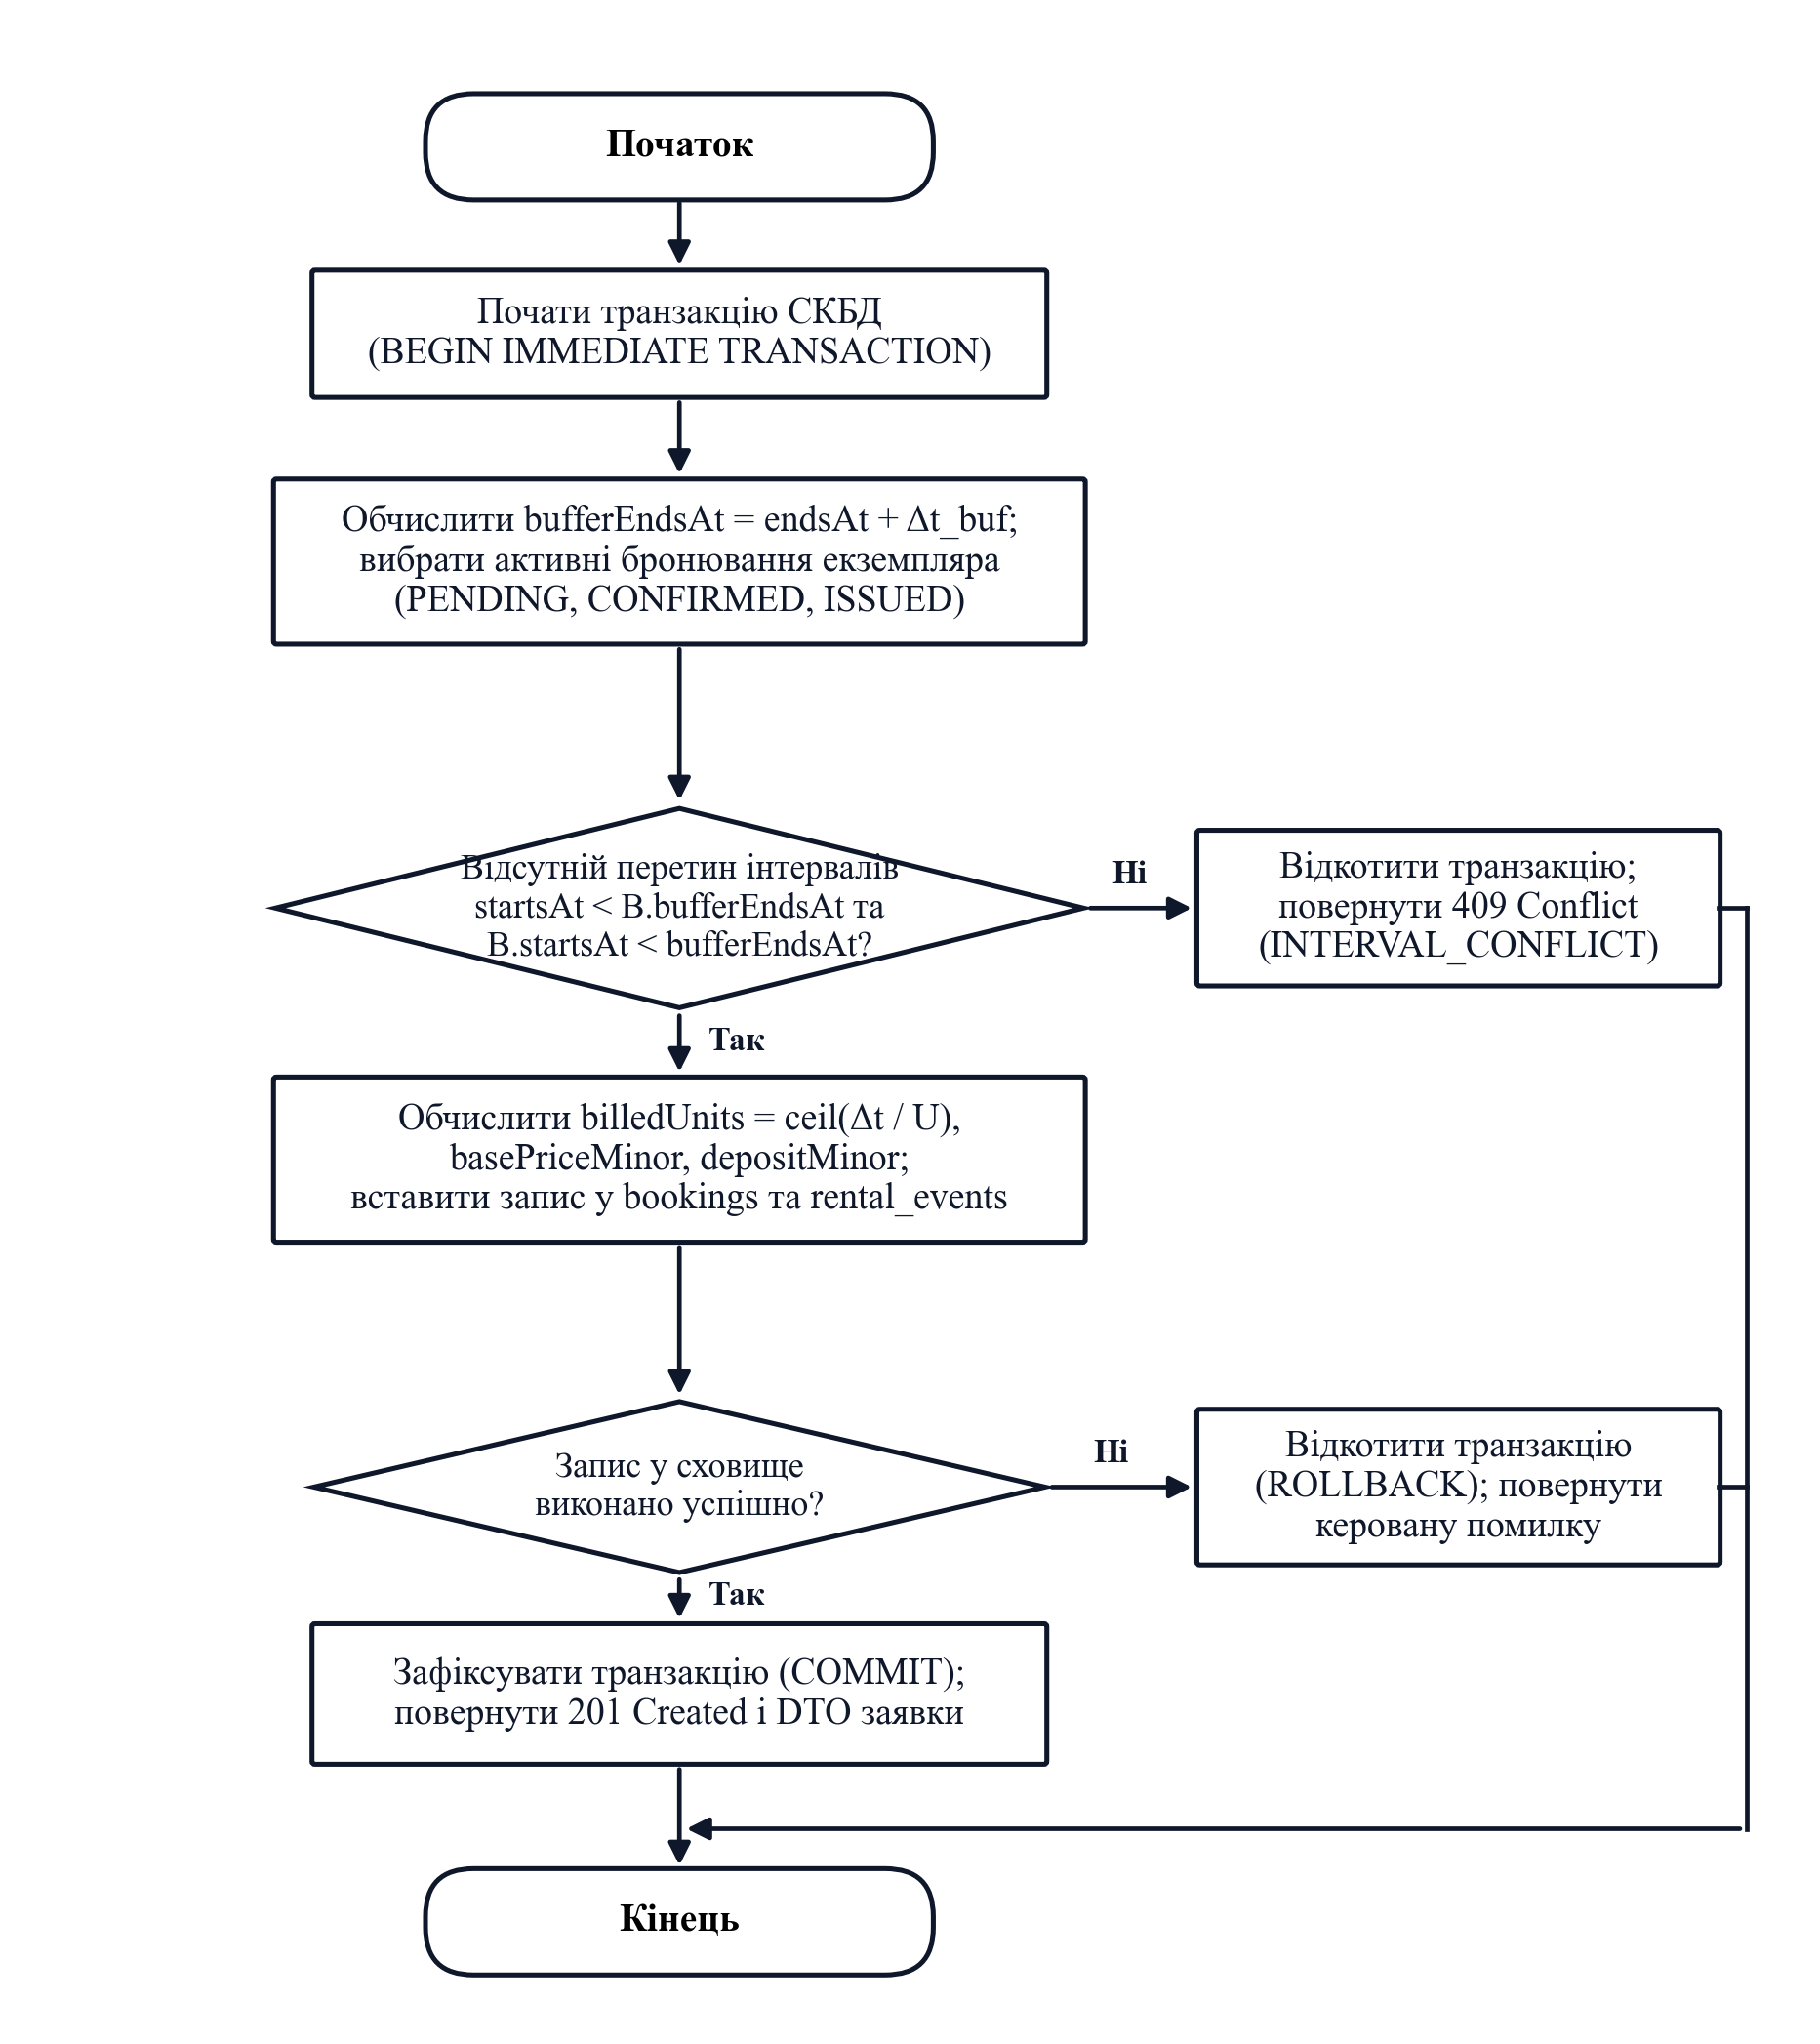 Початок
Почати транзакцію СКБД
(BEGIN IMMEDIATE TRANSACTION)
Обчислити bufferEndsAt = endsAt + Δt_buf;
вибрати активні бронювання екземпляра
(PENDING, CONFIRMED, ISSUED)
Відсутній перетин інтервалів
startsAt < B.bufferEndsAt та
B.startsAt < bufferEndsAt?
Ні
Відкотити транзакцію;
повернути 409 Conflict
(INTERVAL_CONFLICT)
Так
Обчислити billedUnits = ceil(Δt / U),
basePriceMinor, depositMinor;
вставити запис у bookings та rental_events
Запис у сховище
виконано успішно?
Ні
Відкотити транзакцію
(ROLLBACK); повернути
керовану помилку
Так
Зафіксувати транзакцію (COMMIT);
повернути 201 Created і DTO заявки
Кінець